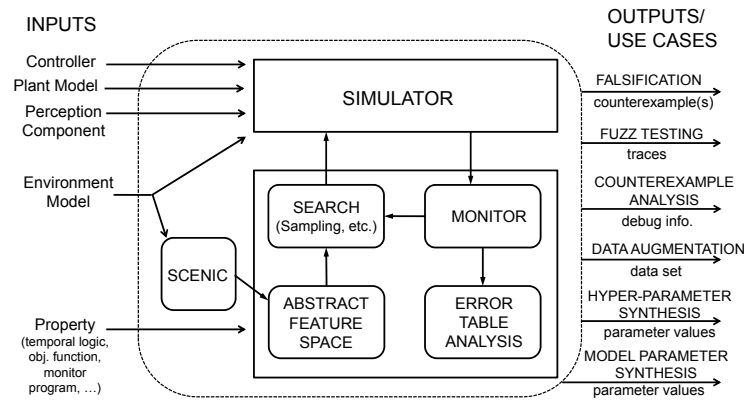 INPUTS
Controller
Plant Model
Perception
Component
Environment
Model
Property
(temporal logic,
obj. function,
monitor
program, …)
SIMULATOR
SEARCH
(Sampling, etc.)
MONITOR
SCENIC
ABSTRACT
FEATURE
SPACE
ERROR
TABLE
ANALYSIS
OUTPUTS/
USE CASES
FALSIFICATION
counterexample(s)
FUZZ TESTING
traces
COUNTEREXAMPLE
ANALYSIS
debug info.
DATA AUGMENTATION
data set
HYPER-PARAMETER
SYNTHESIS
parameter values
MODEL PARAMETER
SYNTHESIS
parameter values